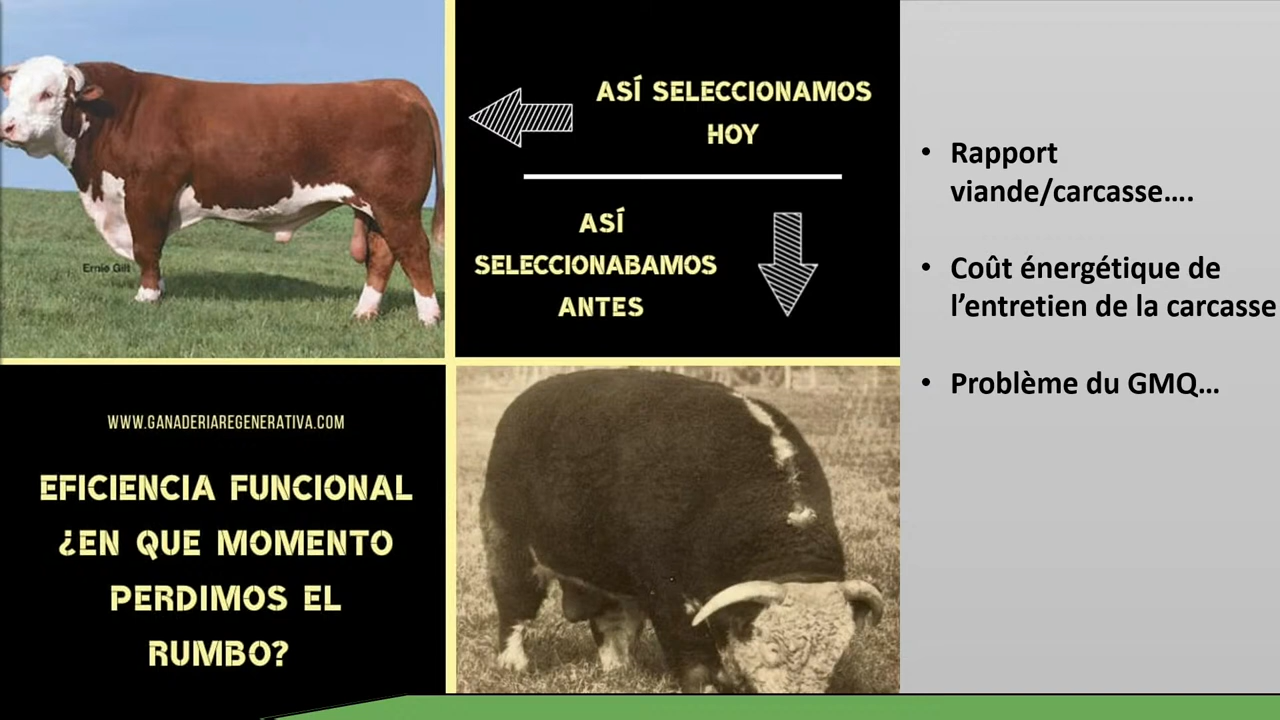 ASÍ SELECCIONAMOS
HOY
ASÍ
SELECCIONABAMOS
ANTES
Ernie Gill
WWW.GANADERIAREGENERATIVA.COM
EFICIENCIA FUNCIONAL
¿EN QUE MOMENTO
PERDIMOS EL
RUMBO?
• Rapport
viande/carcasse....
• Coût énergétique de
l’entretien de la carcasse
• Problème du GMQ...